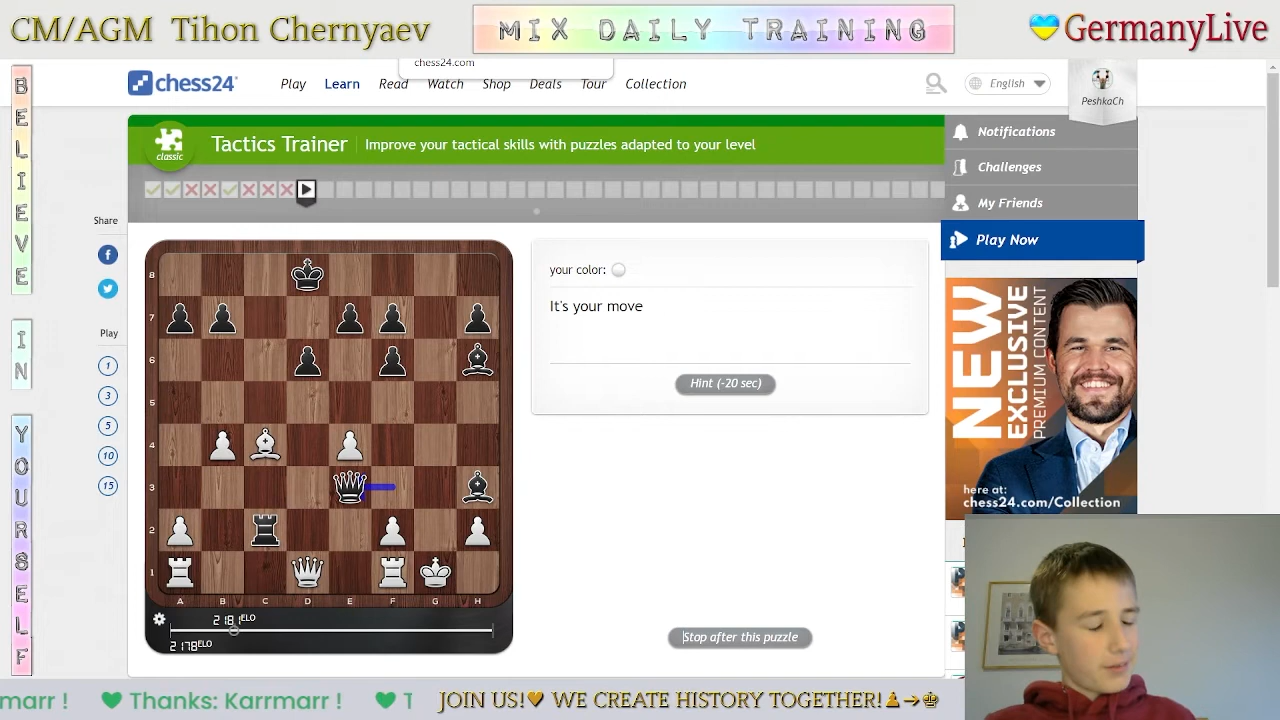 CM/AGM Tihon Chernyaev
MIX DAILY TRAINING
GermanyLive
BELIEVE
IN
YOURSELF
chess24.com
chess24
Play Learn Read Watch Shop Deals Tour Collection
English
PeshkaCh
classic
Tactics Trainer
Improve your tactical skills with puzzles adapted to your level
Notifications
Challenges
My Friends
Play Now
Share
Play
1
3
5
10
15
8
7
6
5
4
3
2
1
A B C D E F G H
2181ELO
2178ELO
your color:
It's your move
Hint (-20 sec)
Stop after this puzzle
NEW
EXCLUSIVE
PREMIUM CONTENT
here at:
chess24.com/Collection
marr ! Thanks: Karrmarr ! T
JOIN US! WE CREATE HISTORY TOGETHER!